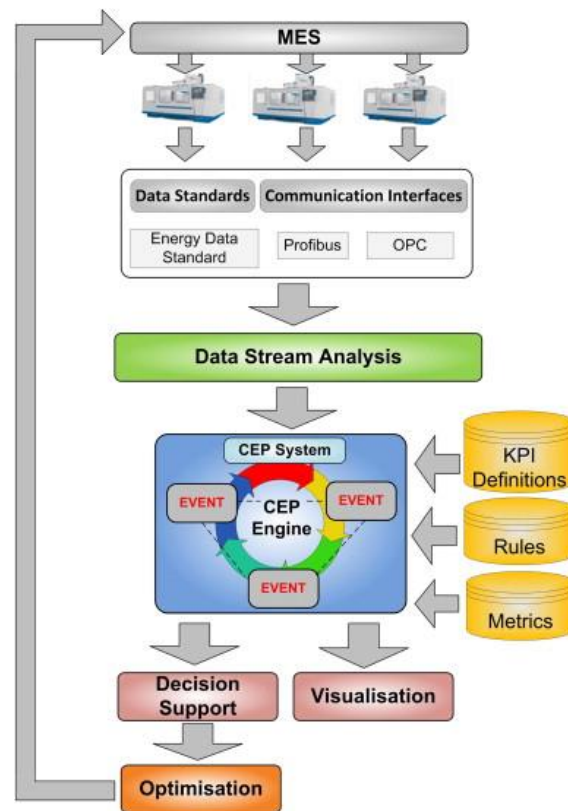 MES
Data Standards
Communication Interfaces
Energy Data
Standard
Profibus
OPC
Data Stream Analysis
CEP System
EVENT
EVENT
CEP
Engine
EVENT
KPI
Definitions
Rules
Metrics
Decision
Support
Visualisation
Optimisation